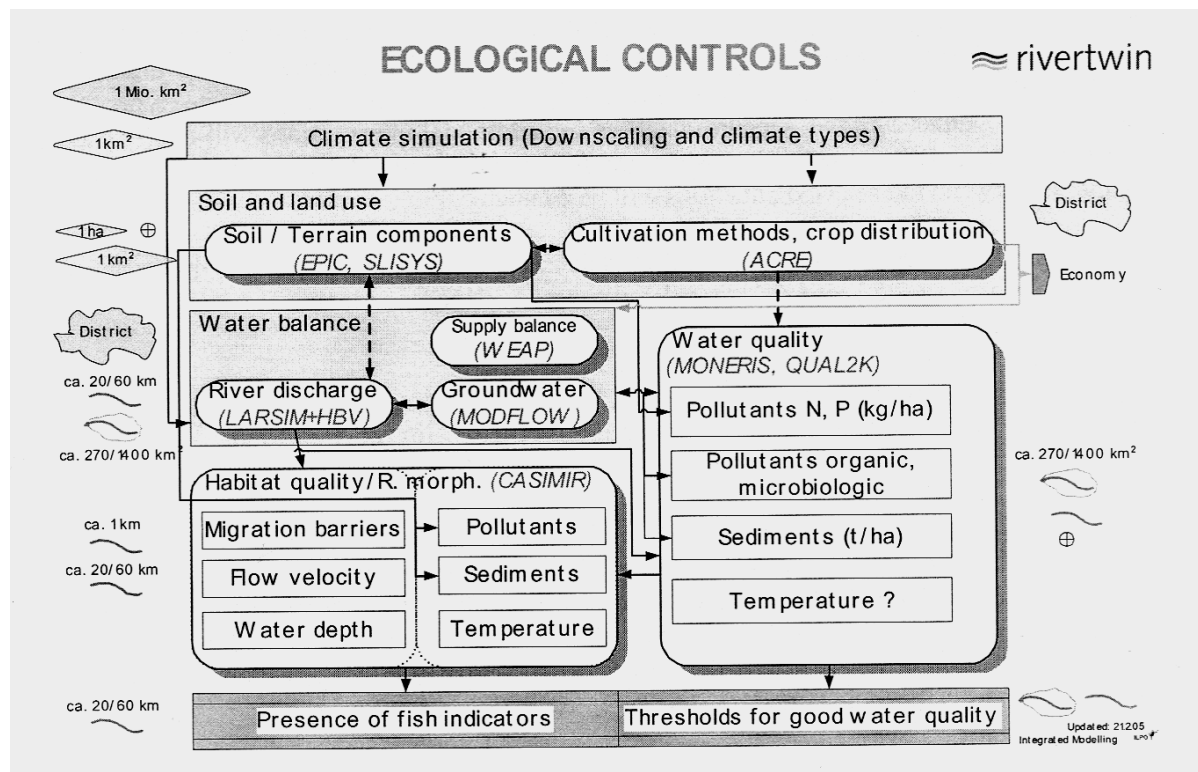 ECOLOGICAL CONTROLS
rivertwin
1 Mio. km²
1km²
Climate simulation (Downscaling and climate types)
Soil and land use
District
1ha
Soil / Terrain components
(EPIC, SLISYS)
Cultivation methods, crop distribution
(ACRE)
1km²
Economy
District
Water balance
Supply balance
(WEAP)
Water quality
(MONERIS, QUAL2K)
ca. 20/60 km
River discharge
(LARSIM+HBV)
Groundwater
(MODFLOW)
Pollutants N, P (kg/ha)
ca. 270/1400 km²
Pollutants organic,
microbiologic
ca. 270/1400 km²
Habitat quality/R. morph. (CASIMIR)
ca. 1km
Migration barriers
Pollutants
Sediments (t/ha)
ca. 20/60 km
Flow velocity
Sediments
Temperature ?
Water depth
Temperature
ca. 20/60 km
Presence of fish indicators
Thresholds for good water quality
Updated: 21.2.05
Integrated Modelling
ILPO